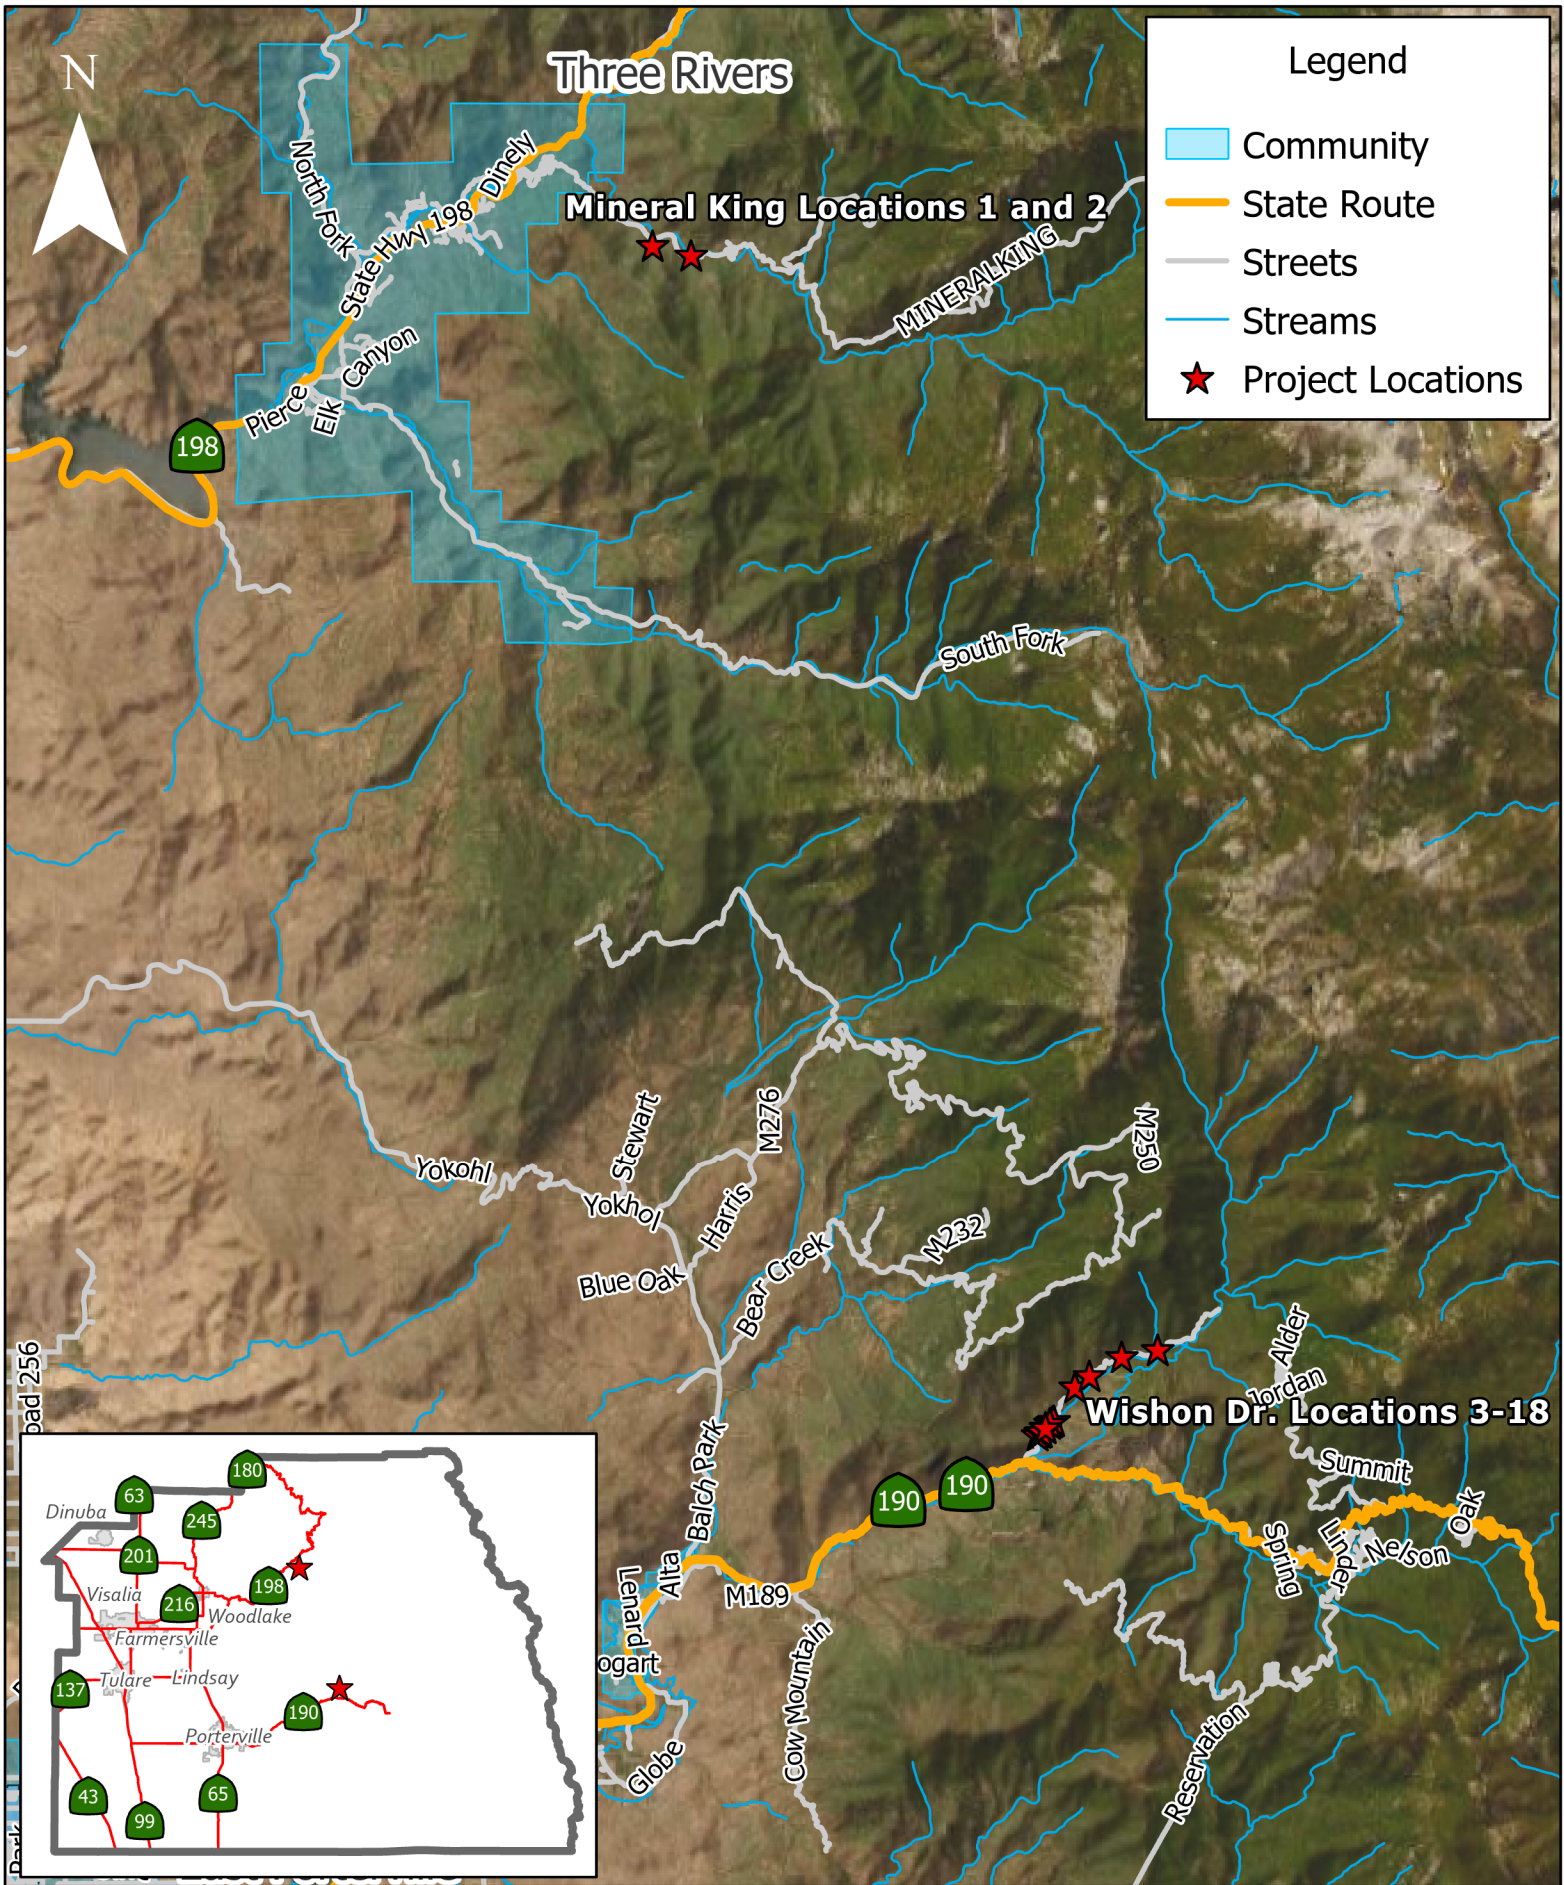 N
Three Rivers
Legend
Community
State Route
Streets
Streams
Project Locations
North Fork
Dinely
State Hwy 198
Mineral King Locations 1 and 2
MINERALKING
Canyon
Pierce
Elk
198
South Fork
M276
Stewart
M250
Yokohl
Yokhol
Harris
M232
Bear Creek
Blue Oak
Alder
Jordan
Wishon Dr. Locations 3-18
Summit
Balch Park
190
190
Oak
Linder
Nelson
Spring
Alta
M189
Lenard
ogart
Cow Mountain
Reservation
Globe
oad 256
Park
180
63
Dinuba
245
201
198
Visalia
216
Woodlake
Farmersville
Tulare
Lindsay
137
190
Porterville
43
65
99